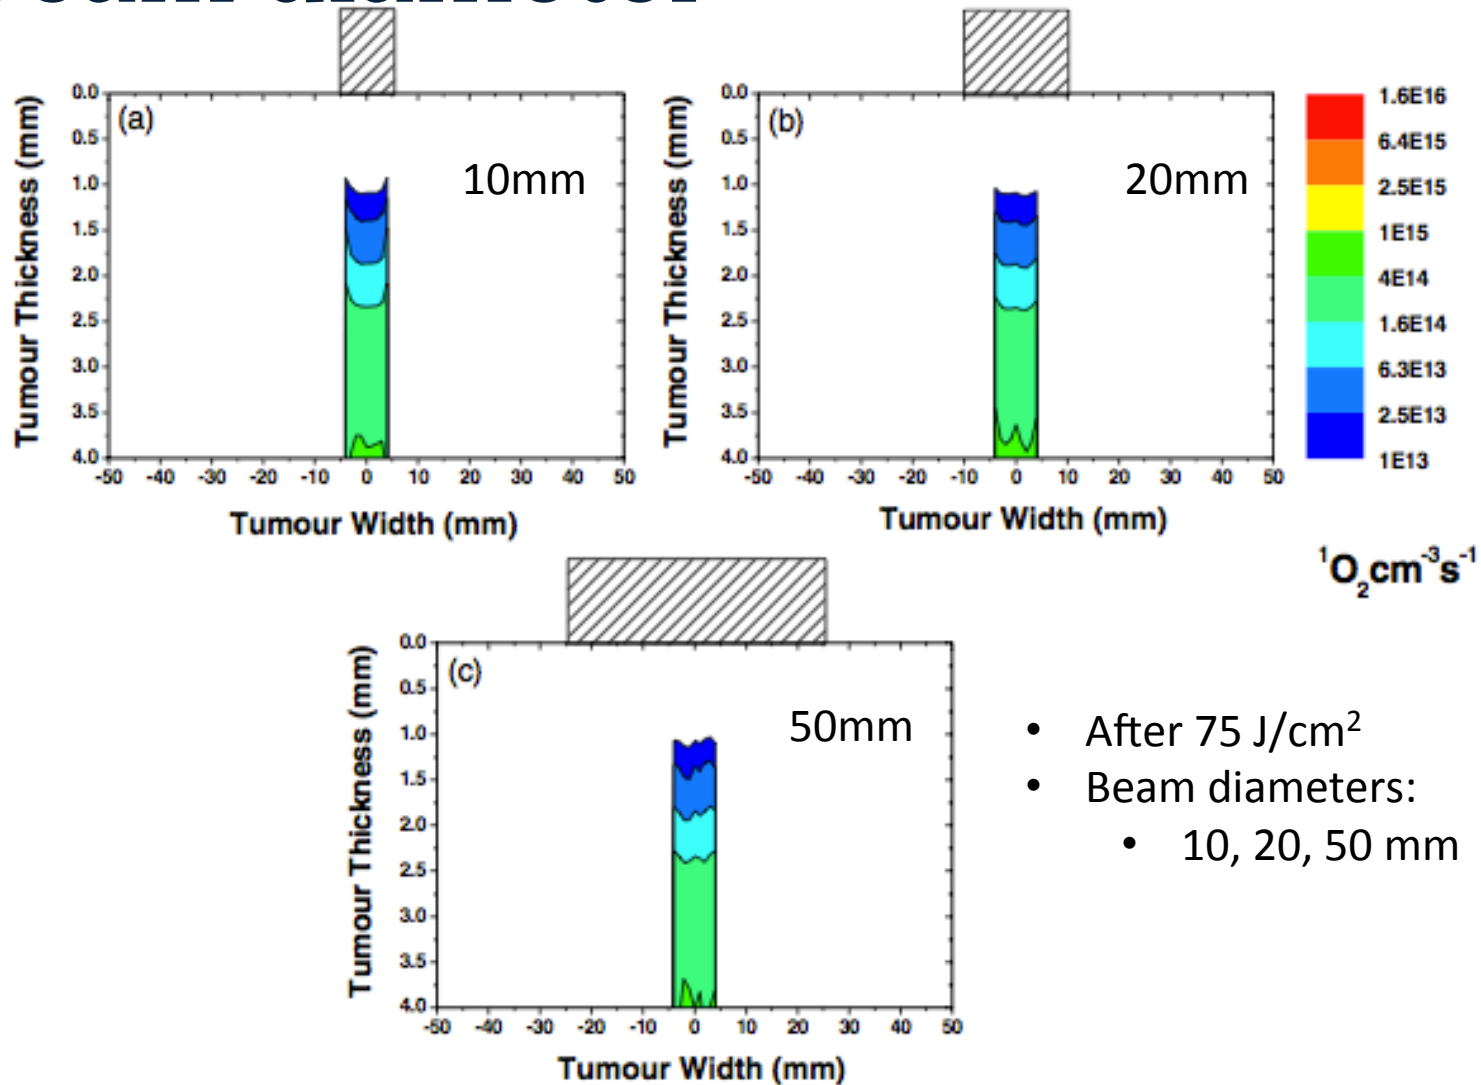 (a)
10mm
0.0
0.5
1.0
1.5
2.0
2.5
3.0
3.5
4.0
Tumour Thickness (mm)
-50 -40 -30 -20 -10 0 10 20 30 40 50
Tumour Width (mm)
(b)
20mm
0.0
0.5
1.0
1.5
2.0
2.5
3.0
3.5
4.0
Tumour Thickness (mm)
-50 -40 -30 -20 -10 0 10 20 30 40 50
Tumour Width (mm)
1.6E16
6.4E15
2.5E15
1E15
4E14
1.6E14
6.3E13
2.5E13
1E13
¹O₂cm⁻³s⁻¹
(c)
50mm
0.0
0.5
1.0
1.5
2.0
2.5
3.0
3.5
4.0
Tumour Thickness (mm)
-50 -40 -30 -20 -10 0 10 20 30 40 50
Tumour Width (mm)
• After 75 J/cm²
• Beam diameters:
• 10, 20, 50 mm